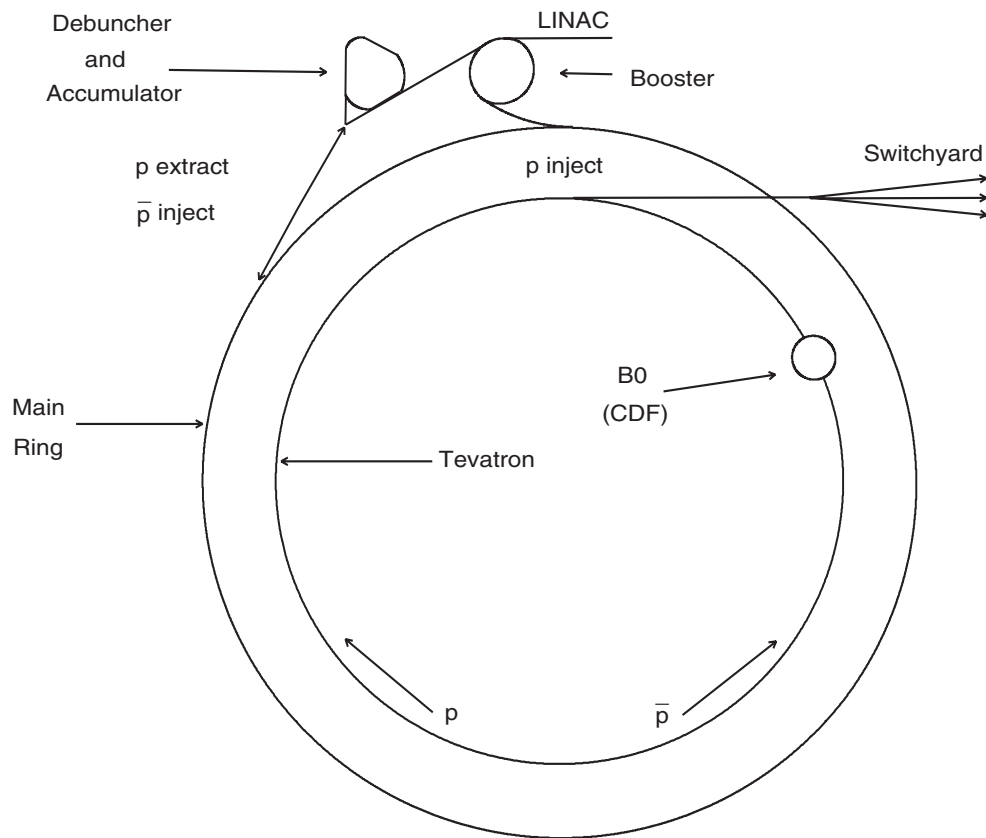 Debuncher
and
Accumulator
LINAC
Booster
p extract
p̅ inject
p inject
Switchyard
B0
(CDF)
Main
Ring
Tevatron
p
p̅